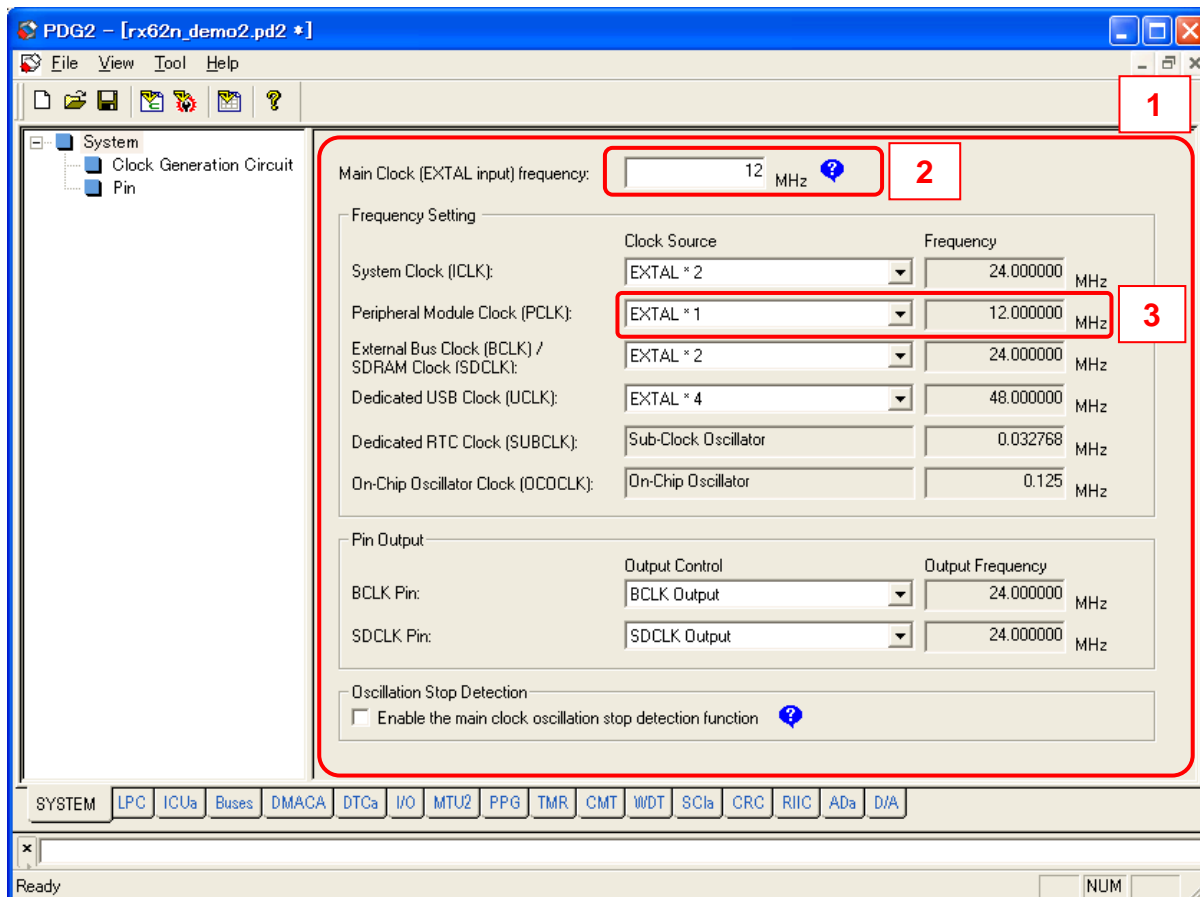 PDG2 - [rx62n_demo2.pd2 *]
File View Tool Help
1
System
Clock Generation Circuit
Pin
Main Clock (EXTAL input) frequency: 12 MHz 2
Frequency Setting
Clock Source Frequency
System Clock (ICLK): EXTAL * 2 24.000000 MHz
Peripheral Module Clock (PCLK): EXTAL * 1 12.000000 MHz 3
External Bus Clock (BCLK) /
SDRAM Clock (SDCLK): EXTAL * 2 24.000000 MHz
Dedicated USB Clock (UCLK): EXTAL * 4 48.000000 MHz
Dedicated RTC Clock (SUBCLK): Sub-Clock Oscillator 0.032768 MHz
On-Chip Oscillator Clock (OCOCLK): On-Chip Oscillator 0.125 MHz
Pin Output
Output Control Output Frequency
BCLK Pin: BCLK Output 24.000000 MHz
SDCLK Pin: SDCLK Output 24.000000 MHz
Oscillation Stop Detection
Enable the main clock oscillation stop detection function
SYSTEM LPC ICUa Buses DMACA DTCa I/O MTU2 PPG TMR CMT WDT SCIa CRC RIIC ADa D/A
Ready NUM